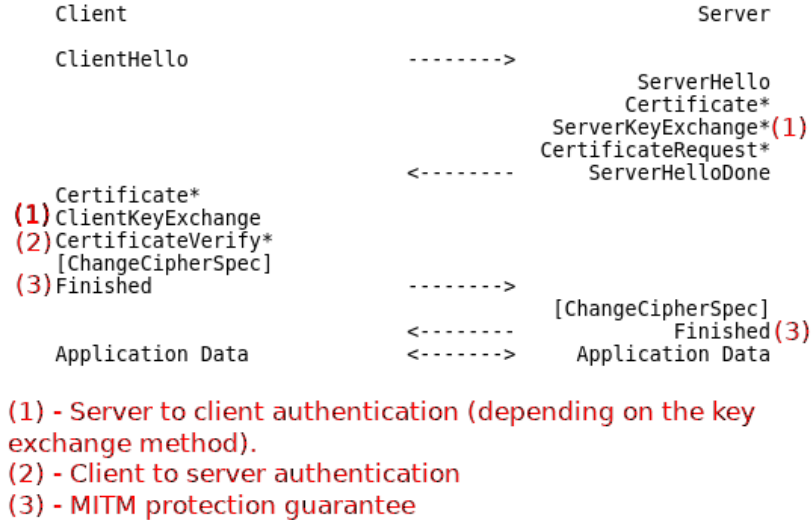 Client Server
ClientHello -------->
ServerHello
Certificate*
ServerKeyExchange* (1)
CertificateRequest*
<-------- ServerHelloDone
Certificate*
(1) ClientKeyExchange
(2) CertificateVerify*
[ChangeCipherSpec]
(3) Finished -------->
[ChangeCipherSpec]
<-------- Finished (3)
Application Data <-------> Application Data
(1) - Server to client authentication (depending on the key
exchange method).
(2) - Client to server authentication
(3) - MITM protection guarantee